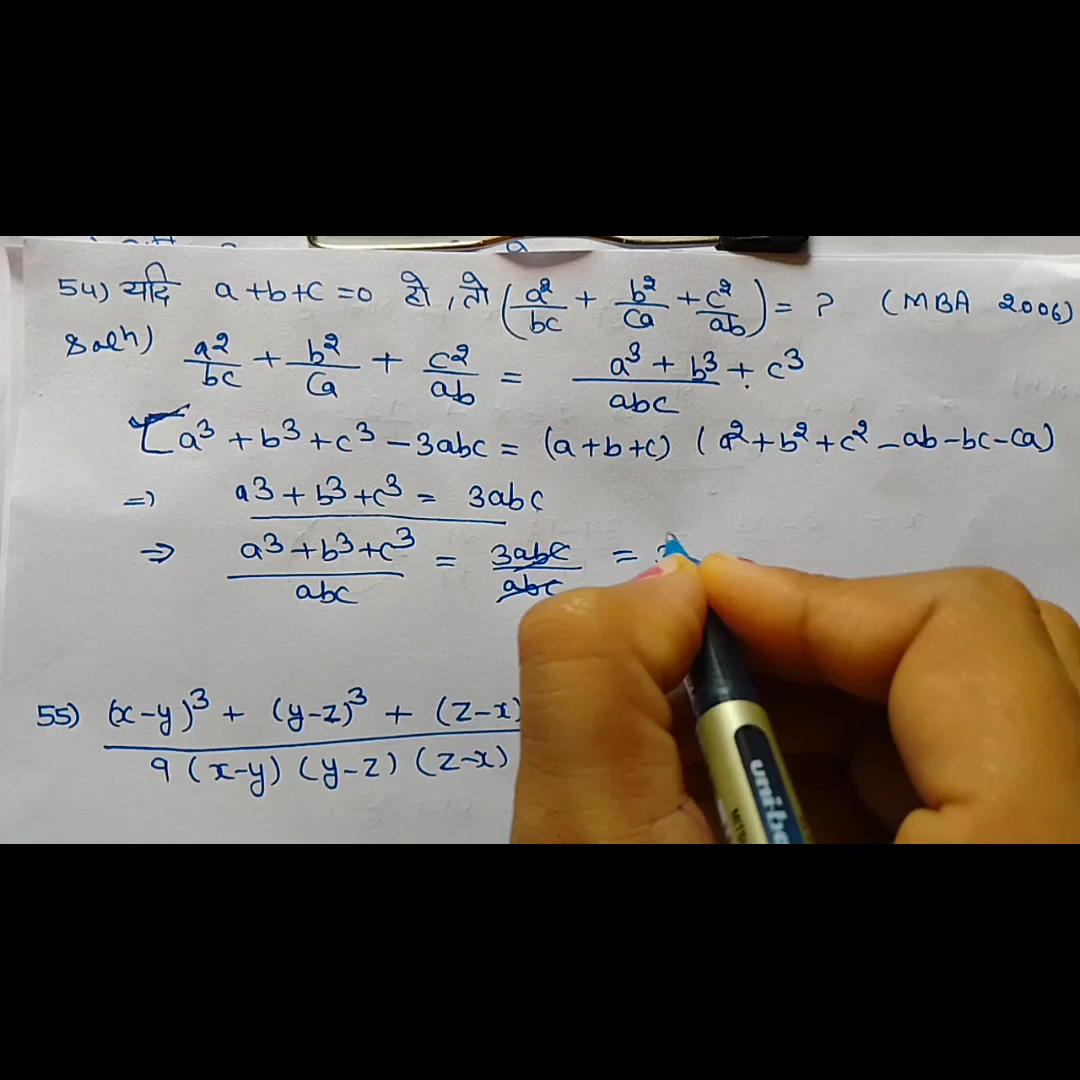 54) यदि a+b+c=0 हो, तो (a²/bc + b²/ca + c²/ab) = ? (MBA 2006)
Soln) a²/bc + b²/ca + c²/ab = a³ + b³ + c³/abc
[a³ + b³ + c³ - 3abc = (a+b+c) (a²+b²+c²-ab-bc-ca)
=> a³ + b³ + c³ = 3abc
=> a³ + b³ + c³/abc = 3abc/abc =
55) (x-y)³ + (y-z)³ + (z-x)/9(x-y)(y-z)(z-x)
uni-ba